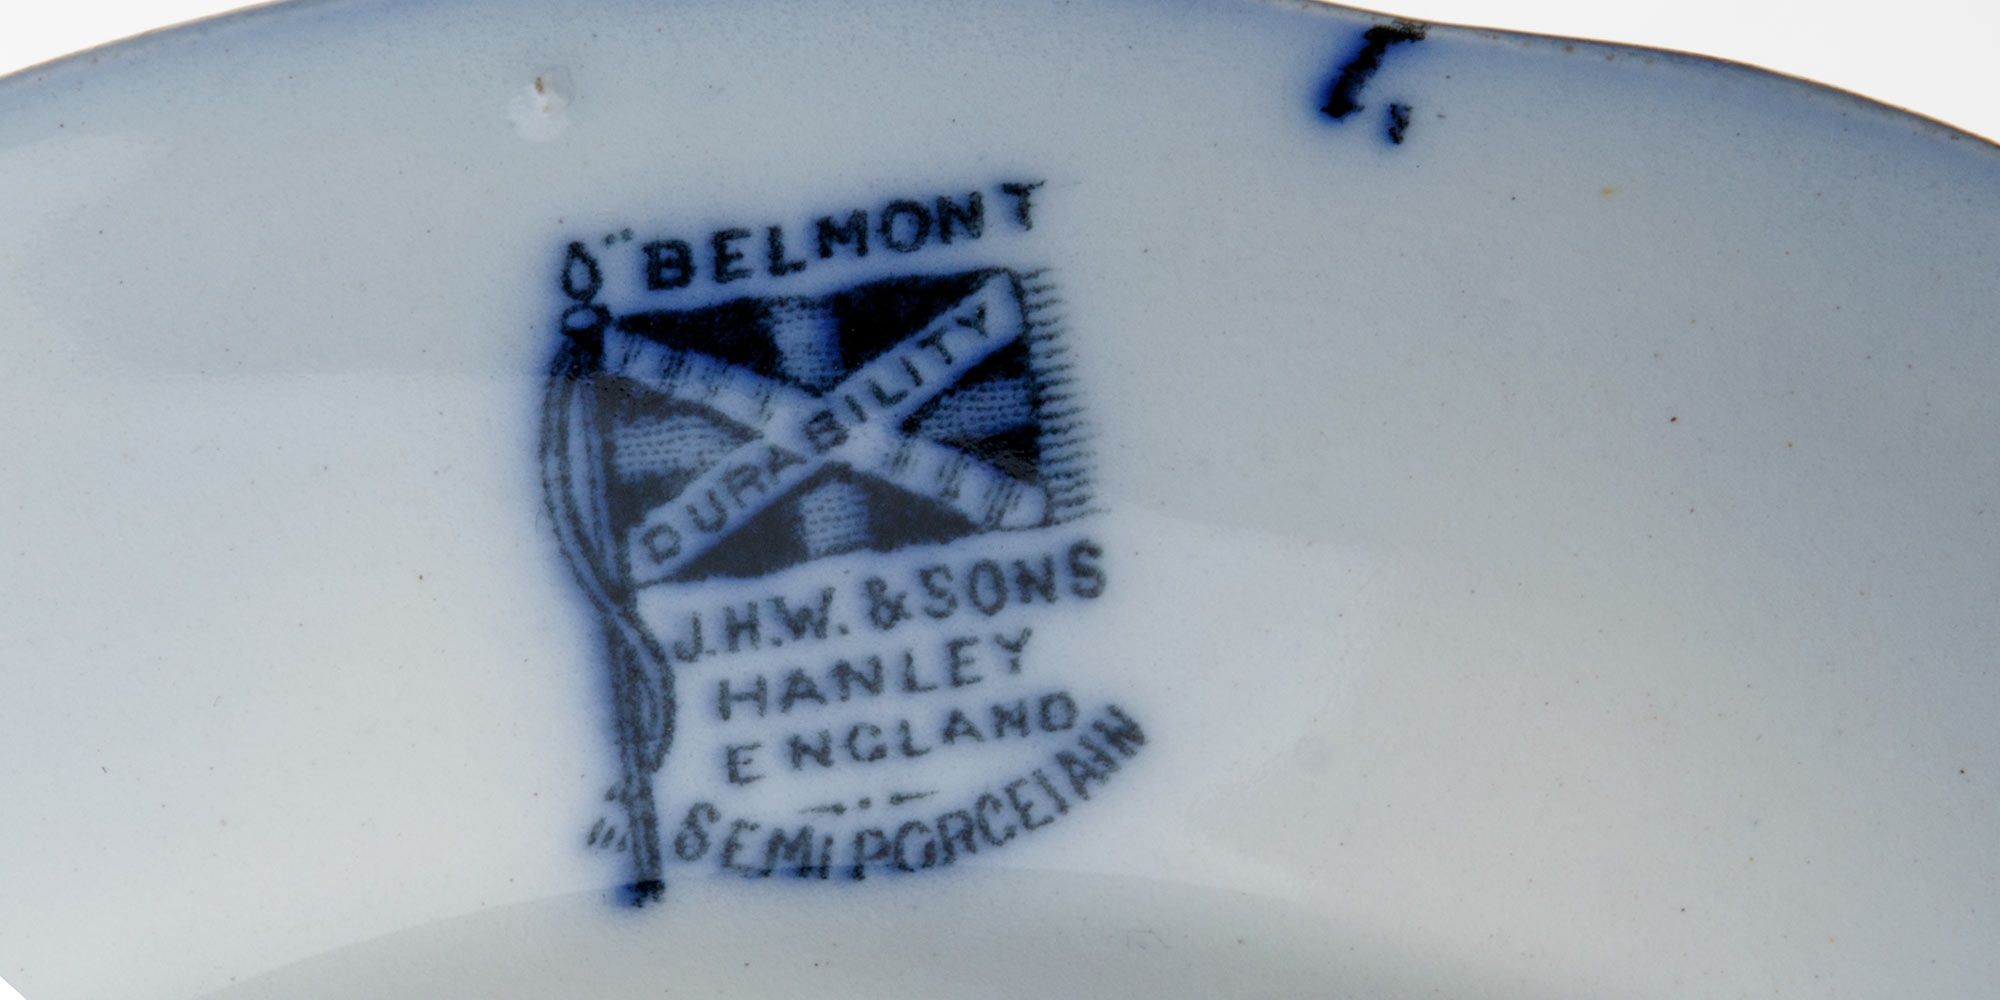 "BELMONT
DURABILITY
J.H.W. & SONS
HANLEY
ENGLAND
SEMI PORCELAIN